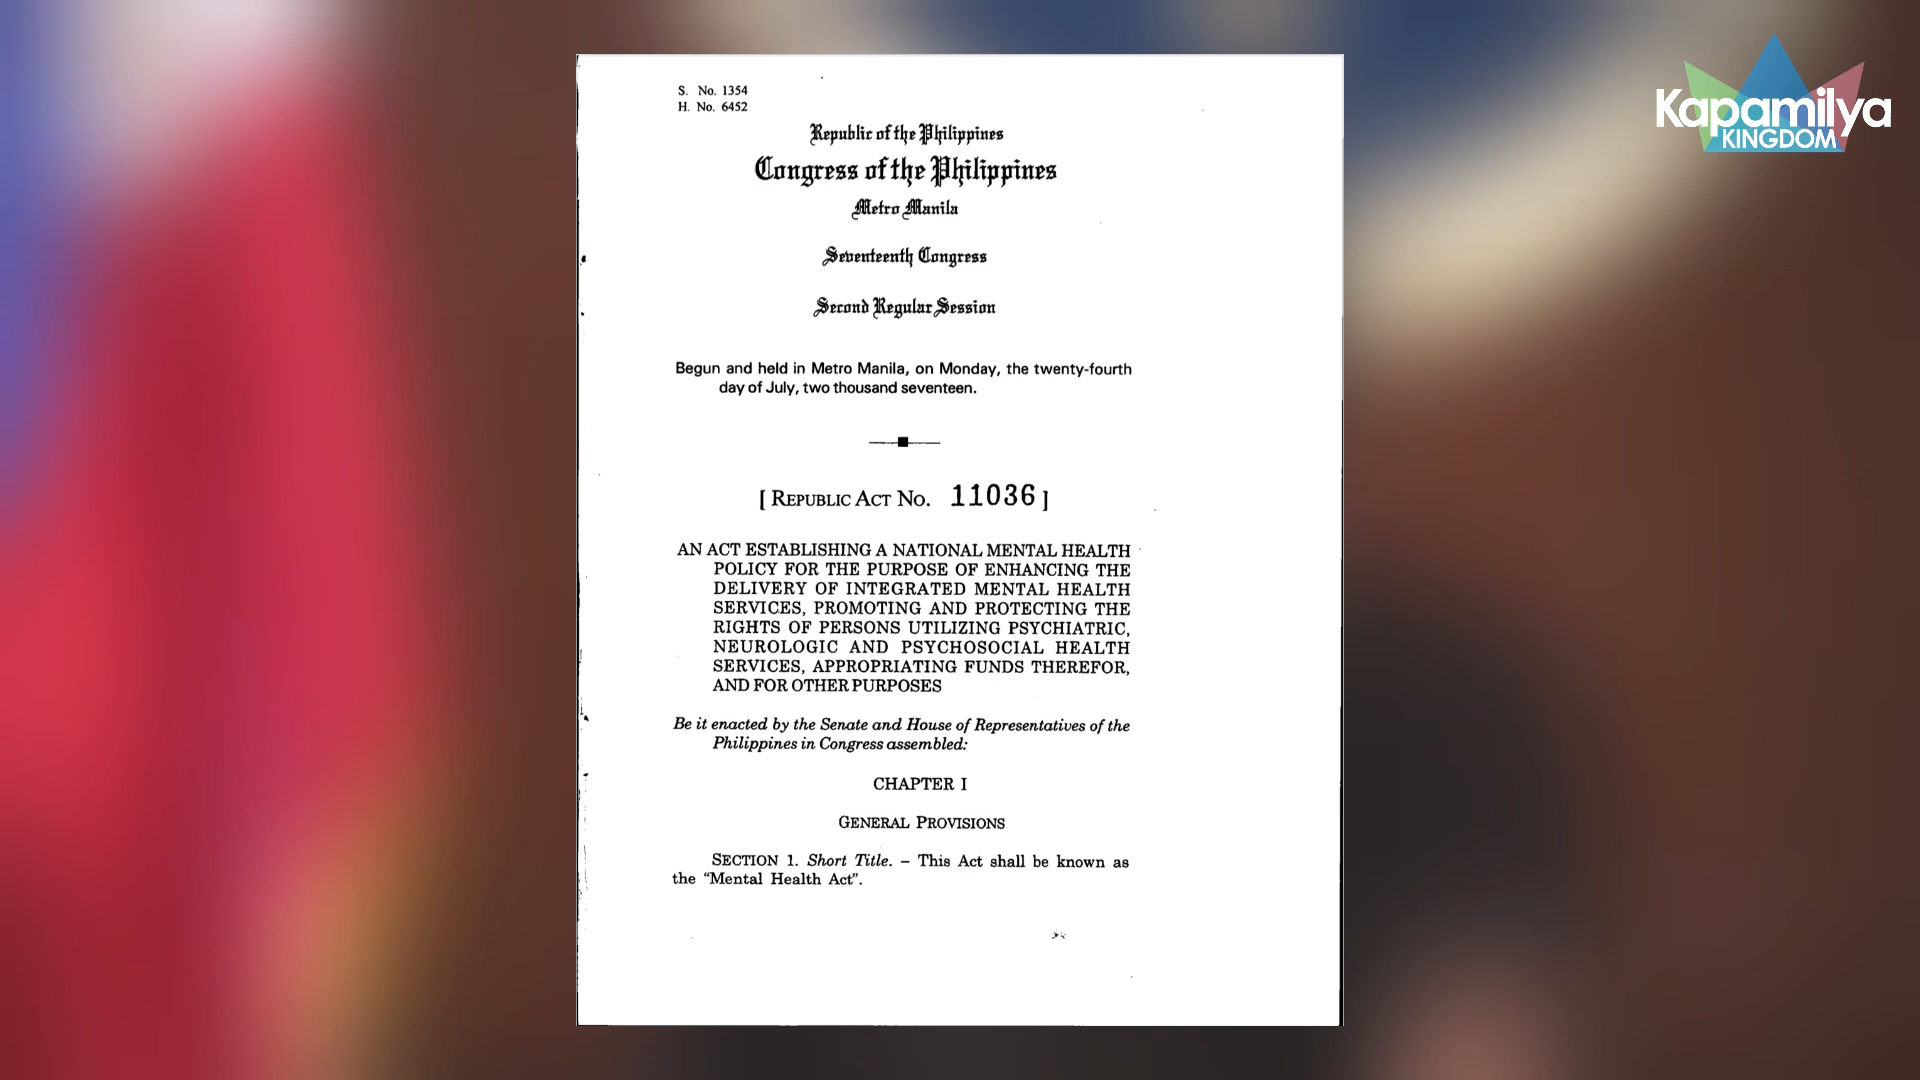 S. No. 1354
H. No. 6452
Republic of the Philippines
Congress of the Philippines
Metro Manila
Seventeenth Congress
Second Regular Session
Begun and held in Metro Manila, on Monday, the twenty-fourth
day of July, two thousand seventeen.
[ REPUBLIC ACT NO. 11036 ]
AN ACT ESTABLISHING A NATIONAL MENTAL HEALTH
POLICY FOR THE PURPOSE OF ENHANCING THE
DELIVERY OF INTEGRATED MENTAL HEALTH
SERVICES, PROMOTING AND PROTECTING THE
RIGHTS OF PERSONS UTILIZING PSYCHIATRIC,
NEUROLOGIC AND PSYCHOSOCIAL HEALTH
SERVICES, APPROPRIATING FUNDS THEREFOR,
AND FOR OTHER PURPOSES
Be it enacted by the Senate and House of Representatives of the
Philippines in Congress assembled:
CHAPTER I
GENERAL PROVISIONS
SECTION 1. Short Title. – This Act shall be known as
the “Mental Health Act”.
Kapamilya
KINGDOM